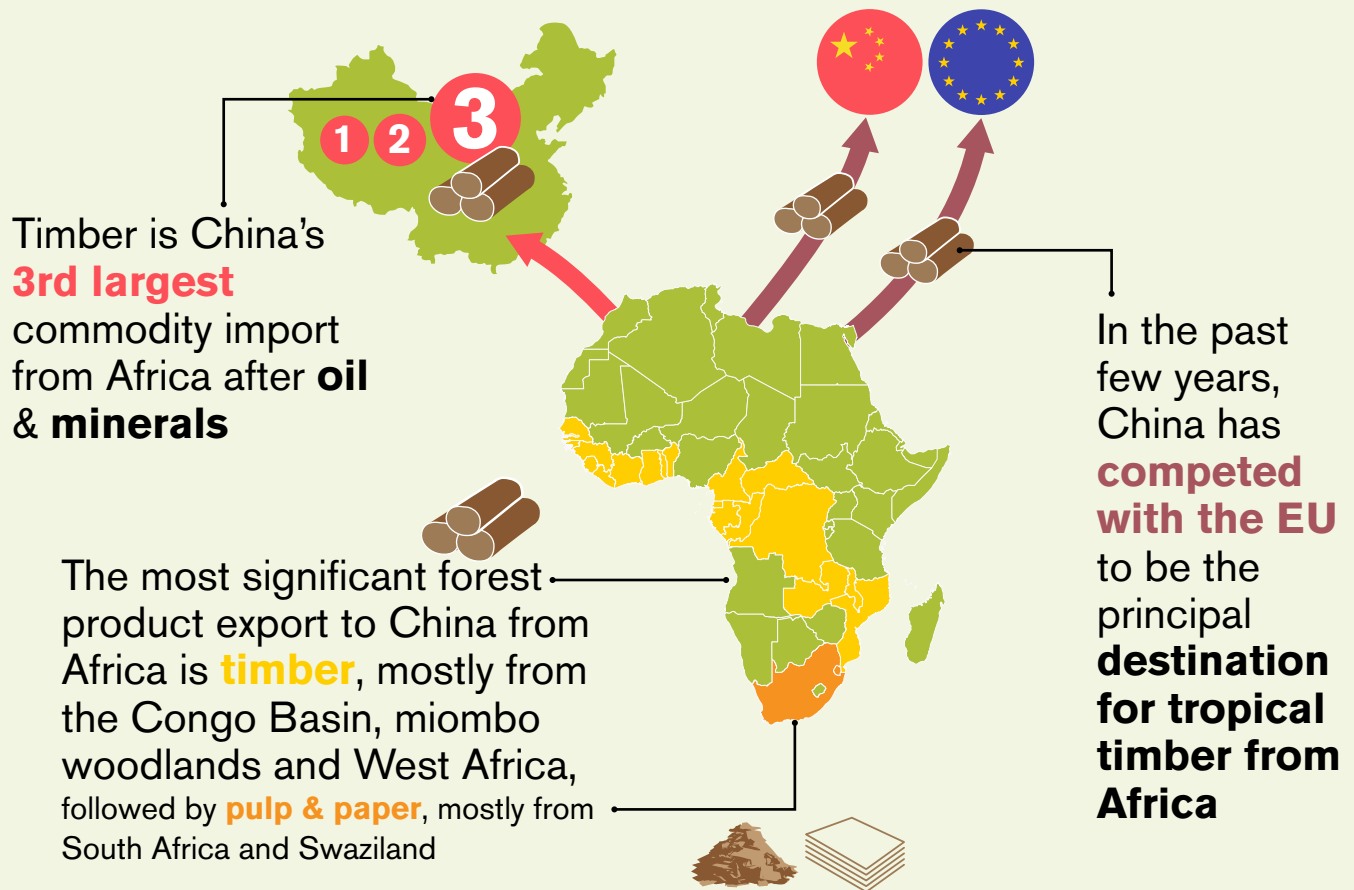 1 2 3
Timber is China’s
3rd largest
commodity import
from Africa after oil
& minerals
The most significant forest
product export to China from
Africa is timber, mostly from
the Congo Basin, miombo
woodlands and West Africa,
followed by pulp & paper, mostly from
South Africa and Swaziland
In the past
few years,
China has
competed
with the EU
to be the
principal
destination
for tropical
timber from
Africa